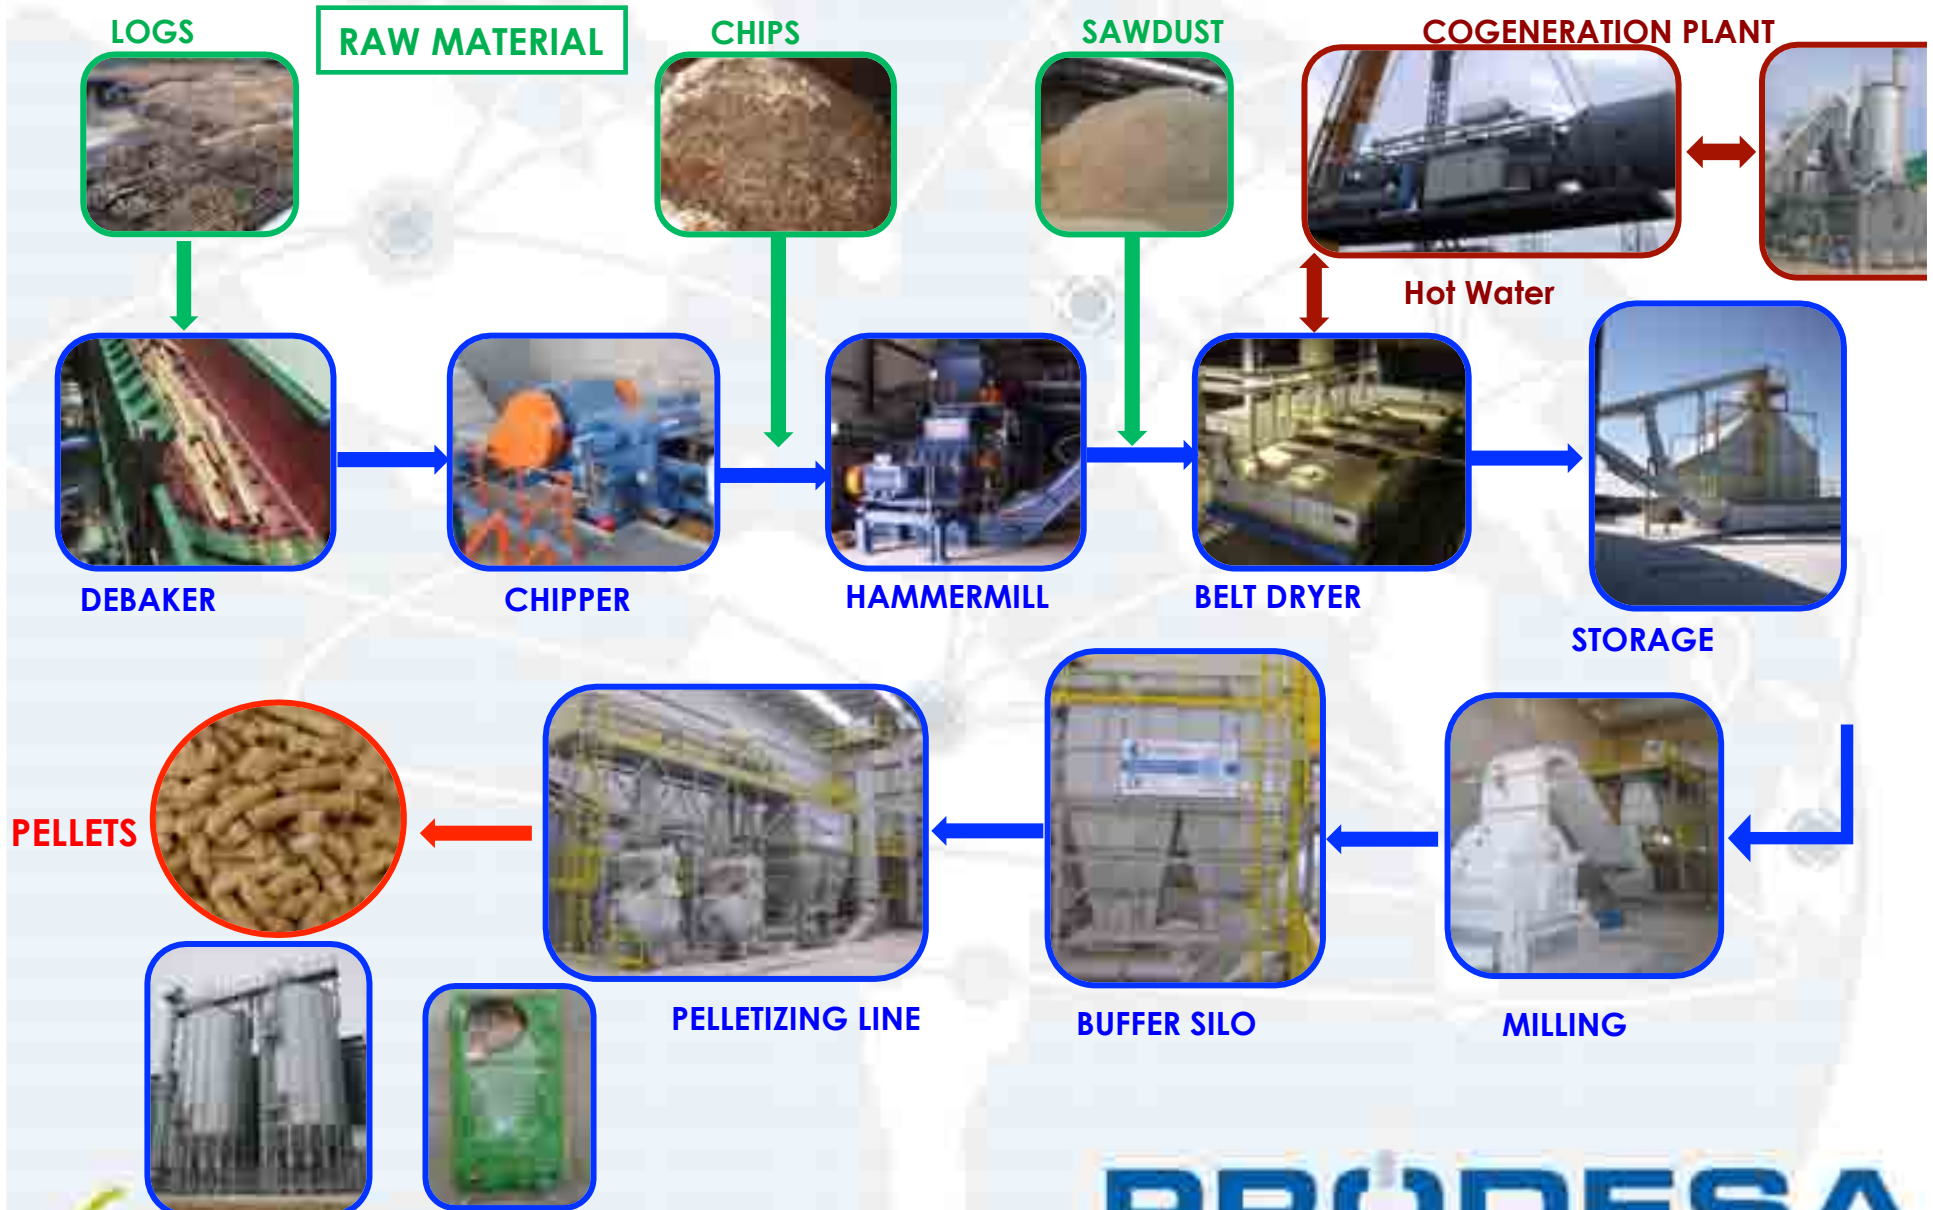 LOGS
RAW MATERIAL
CHIPS
SAWDUST
COGENERATION PLANT
Hot Water
DEBAKER
CHIPPER
HAMMERMILL
BELT DRYER
STORAGE
PELLETS
PELLETIZING LINE
BUFFER SILO
MILLING
PRODESA